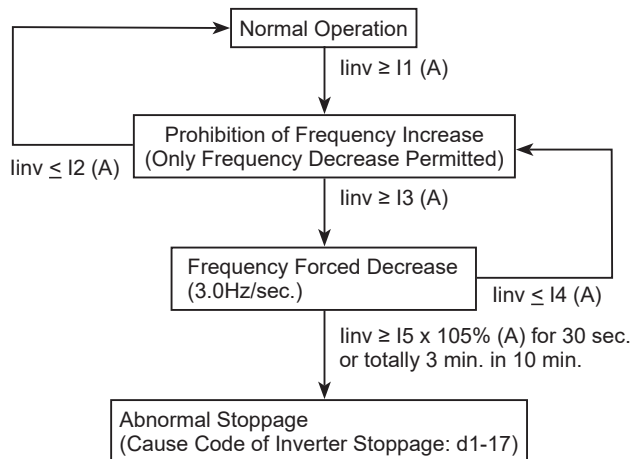 Normal Operation
Iinv ≥ I1 (A)
Prohibition of Frequency Increase
(Only Frequency Decrease Permitted)
Iinv ≤ I2 (A)
Iinv ≥ I3 (A)
Frequency Forced Decrease
(3.0Hz/sec.)
Iinv ≤ I4 (A)
Iinv ≥ I5 x 105% (A) for 30 sec.
or totally 3 min. in 10 min.
Abnormal Stoppage
(Cause Code of Inverter Stoppage: d1-17)